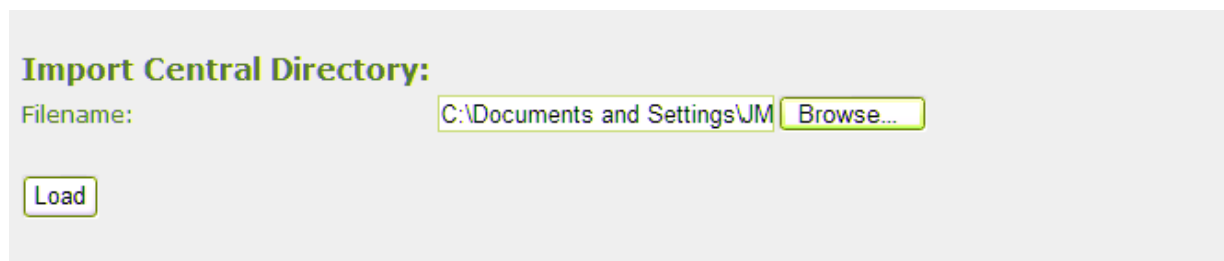 Import Central Directory:
Filename: C:\Documents and Settings\JM Browse...
Load